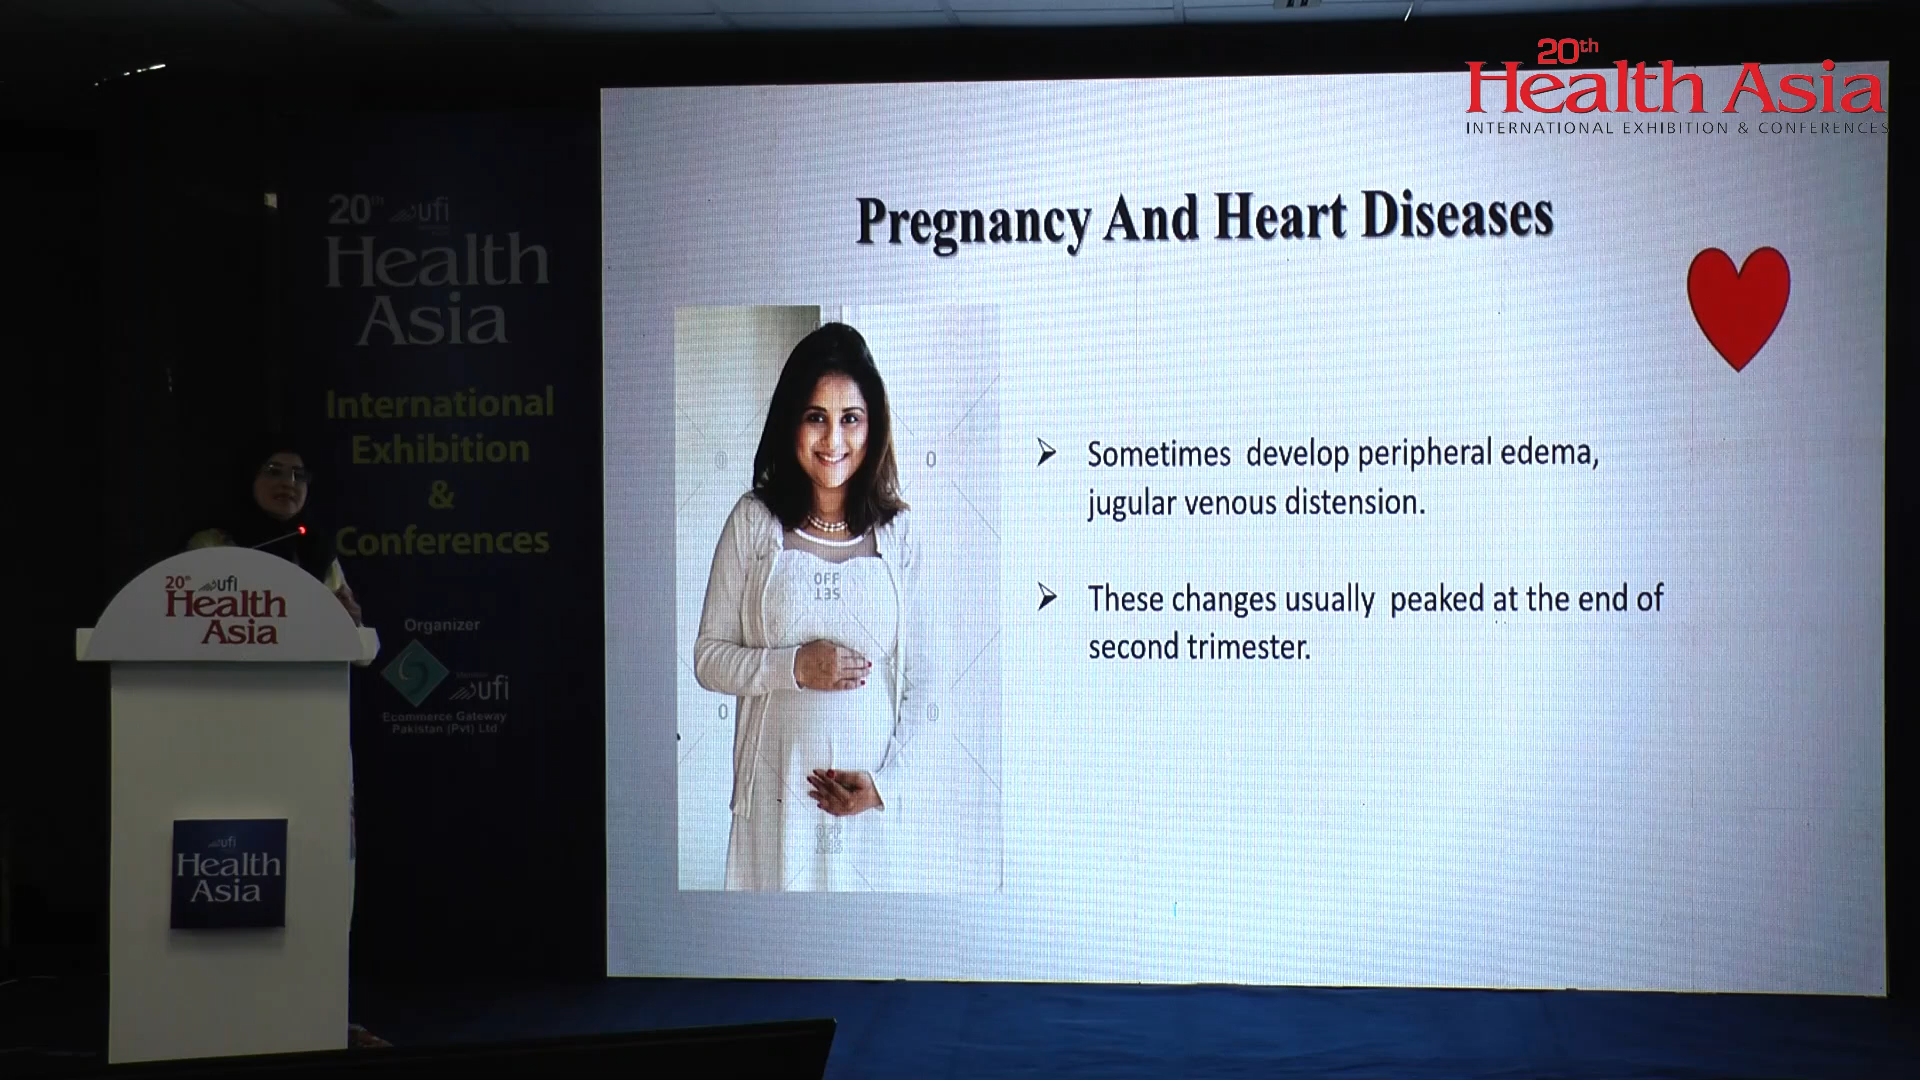 20th
Health Asia
INTERNATIONAL EXHIBITION & CONFERENCES
20th ufi
Health
Asia
International
Exhibition
&
Conferences
Organizer
ufi
Ecommerce Gateway
Pakistan (Pvt) Ltd
20th ufi
Health
Asia
ufi
Health
Asia
Pregnancy And Heart Diseases
➢ Sometimes develop peripheral edema,
jugular venous distension.
➢ These changes usually peaked at the end of
second trimester.